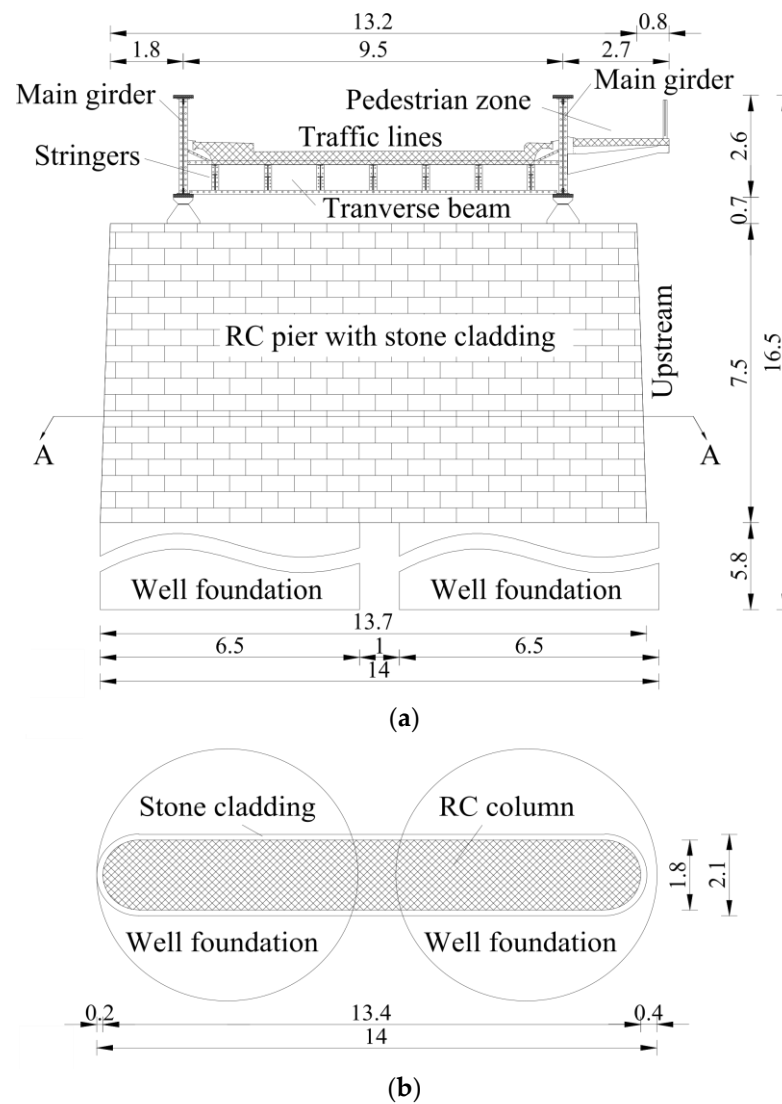 13.2
0.8
1.8
9.5
2.7
Main girder
Main girder
Pedestrian zone
Traffic lines
Stringers
2.6
Tranverse beam
0.7
RC pier with stone cladding
Upstream
7.5
16.5
A
A
Well foundation
Well foundation
5.8
13.7
6.5
1
6.5
14
(a)
Stone cladding
RC column
1.8
2.1
Well foundation
Well foundation
0.2
13.4
0.4
14
(b)